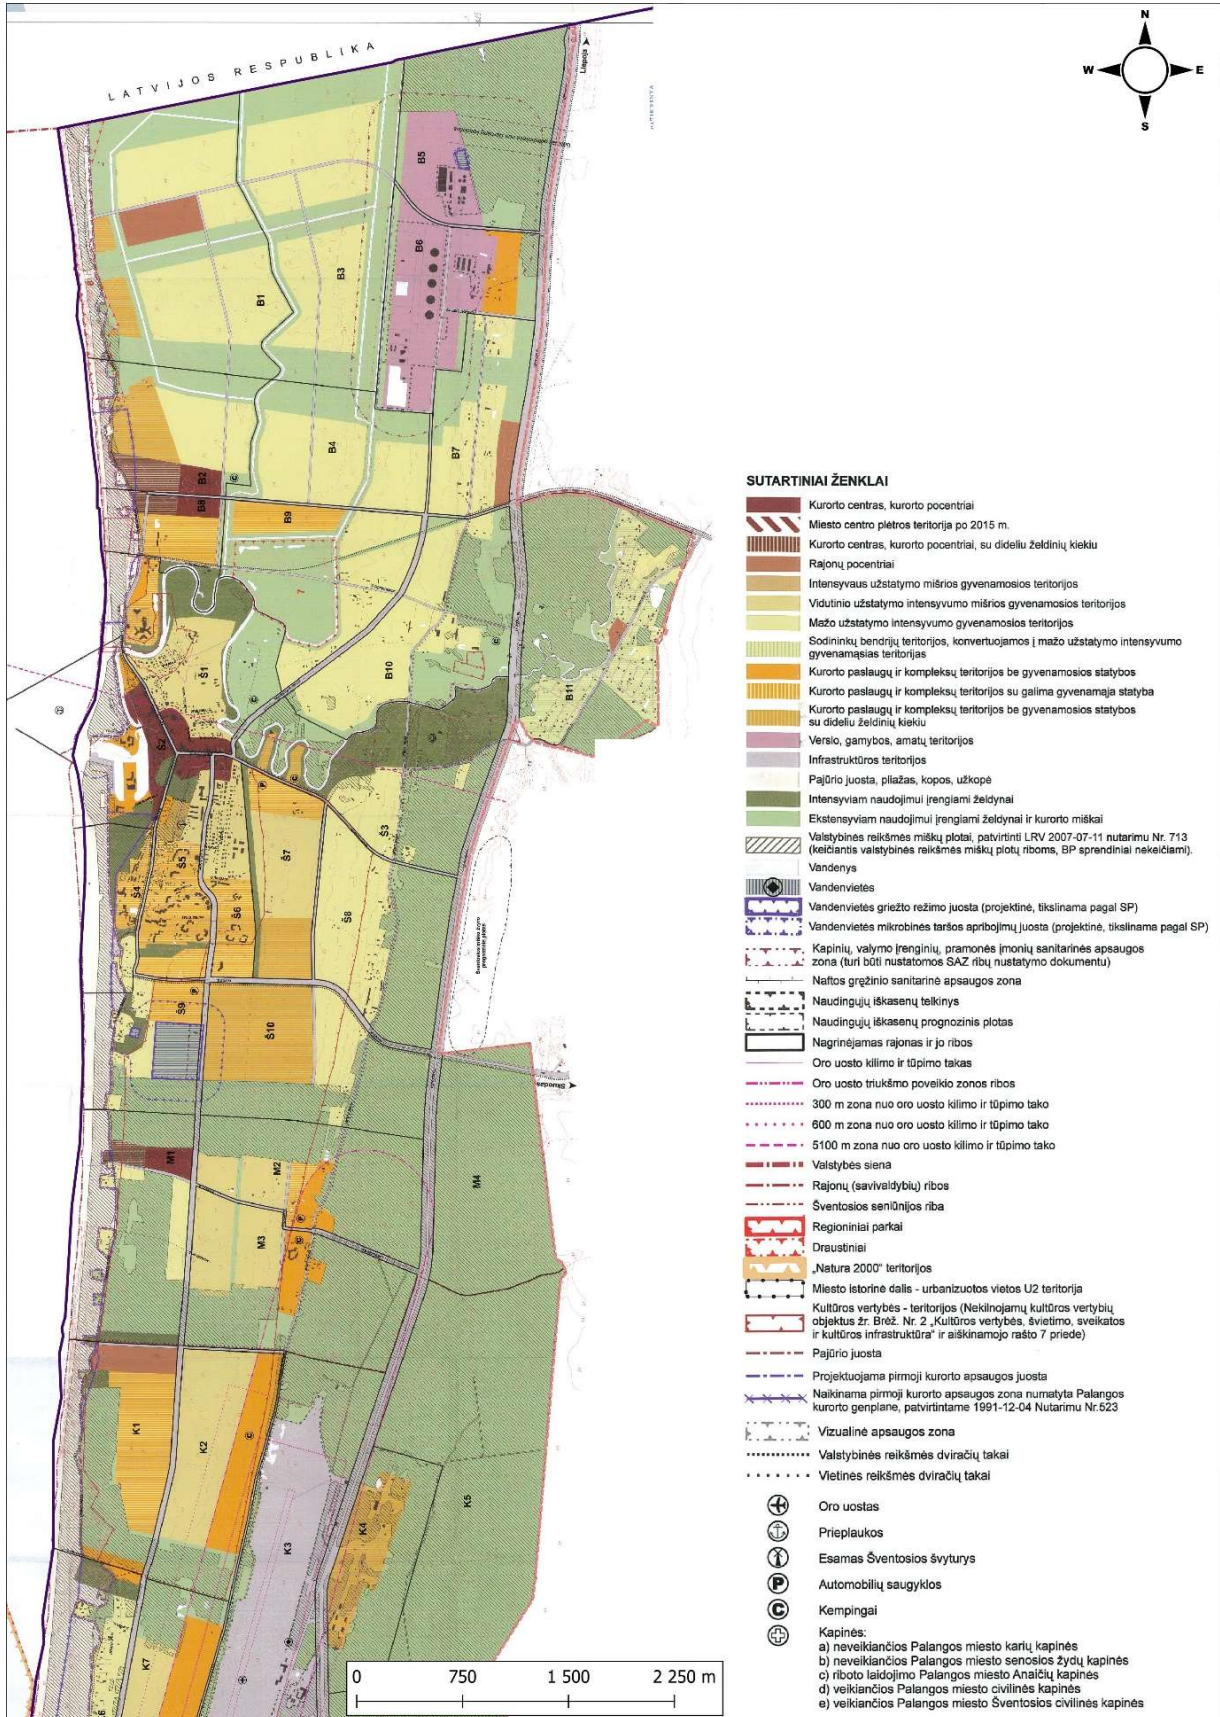 LATVIJOS RESPUBLIKA
Liepoja
N
W
E
S
B5
B6
B3
B1
B4
B7
B2
B8
B9
Š1
B10
B11
Š2
Š3
Š5
Š7
Š4
Š6
Š8
Š9
Š10
Skuodas
M1
M2
M4
M3
K1
K2
K3
K4
K5
K7
SUTARTINIAI ŽENKLAI
Kurorto centras, kurorto pocentriai
Miesto centro plėtros teritorija po 2015 m.
Kurorto centras, kurorto pocentriai, su dideliu želdinių kiekiu
Rajonų pocentriai
Intensyvaus užstatymo mišrios gyvenamosios teritorijos
Vidutinio užstatymo intensyvumo mišrios gyvenamosios teritorijos
Mažo užstatymo intensyvumo gyvenamosios teritorijos
Sodininkų bendrijų teritorijos, konvertuojamos į mažo užstatymo intensyvumo
gyvenamąsias teritorijas
Kurorto paslaugų ir kompleksų teritorijos be gyvenamosios statybos
Kurorto paslaugų ir kompleksų teritorijos su galima gyvenamąja statyba
Kurorto paslaugų ir kompleksų teritorijos be gyvenamosios statybos
su dideliu želdinių kiekiu
Verslo, gamybos, amatų teritorijos
Infrastruktūros teritorijos
Pajūrio juosta, pliažas, kopos, užkopė
Intensyviam naudojimui įrengiami želdynai
Ekstensyviam naudojimui įrengiami želdynai ir kurorto miškai
Valstybinės reikšmės miškų plotai, patvirtinti LRV 2007-07-11 nutarimu Nr. 713
(keičiantis valstybinės reikšmės miškų plotų riboms, BP sprendiniai nekeičiami).
Vandenys
Vandenvietės
Vandenvietės griežto režimo juosta (projektinė, tikslinama pagal SP)
Vandenvietės mikrobinės taršos apribojimų juosta (projektinė, tikslinama pagal SP)
Kapinių, valymo įrenginių, pramonės įmonių sanitarinės apsaugos
zona (turi būti nustatomos SAZ ribų nustatymo dokumentu)
Naftos gręžinio sanitarinė apsaugos zona
Naudingųjų iškasenų telkinys
Naudingųjų iškasenų prognozinis plotas
Nagrinėjamas rajonas ir jo ribos
Oro uosto kilimo ir tūpimo takas
Oro uosto triukšmo poveikio zonos ribos
300 m zona nuo oro uosto kilimo ir tūpimo tako
600 m zona nuo oro uosto kilimo ir tūpimo tako
5100 m zona nuo oro uosto kilimo ir tūpimo tako
Valstybės siena
Rajonų (savivaldybių) ribos
Šventosios seniūnijos riba
Regioniniai parkai
Draustiniai
„Natura 2000" teritorijos
Miesto istorinė dalis - urbanizuotos vietos U2 teritorija
Kultūros vertybės - teritorijos (Nekilnojamų kultūros vertybių
objektus žr. Brėž. Nr. 2 „Kultūros vertybės, švietimo, sveikatos
ir kultūros infrastruktūra" ir aiškinamojo rašto 7 priede)
Pajūrio juosta
Projektuojama pirmoji kurorto apsaugos juosta
Naikinama pirmoji kurorto apsaugos zona numatyta Palangos
kurorto genplane, patvirtintame 1991-12-04 Nutarimu Nr.523
Vizualinė apsaugos zona
Valstybinės reikšmės dviračių takai
Vietinės reikšmės dviračių takai
Oro uostas
Prieplaukos
Esamas Šventosios švyturys
P Automobilių saugyklos
C Kempingai
Kapinės:
a) neveikiančios Palangos miesto karių kapinės
b) neveikiančios Palangos miesto senosios žydų kapinės
c) riboto laidojimo Palangos miesto Anaičių kapinės
d) veikiančios Palangos miesto civilinės kapinės
e) veikiančios Palangos miesto Šventosios civilinės kapinės
0 750 1 500 2 250 m